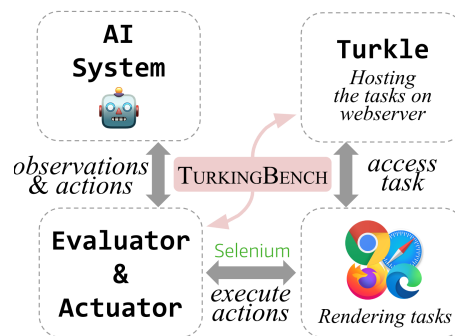 AI
System
Turkle
Hosting
the tasks on
webserver
observations
& actions
TURKINGBENCH
access
task
Evaluator
&
Actuator
Selenium
execute
actions
Rendering tasks